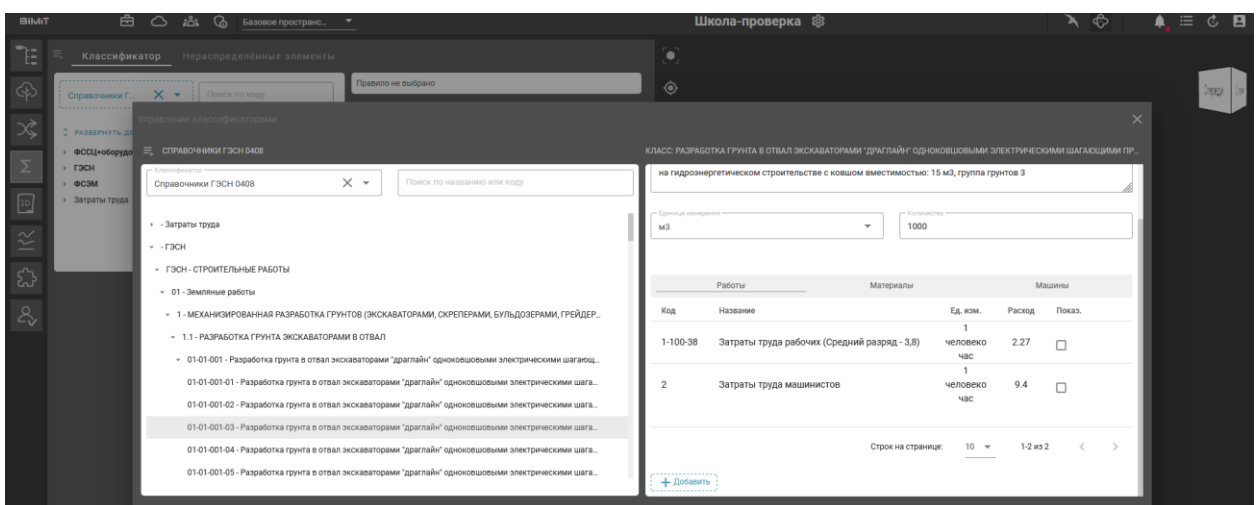 BIMiT
Базовое пространс...
Школа-проверка
Классификатор
Нераспределённые элементы
Справочники Г...
Поиск по коду
Правило не выбрано
РАЗВЕРНУТЬ ДЕ
ФССЦ+оборудо
ГЭСН
ФСЭМ
Затраты труда
Управление классификаторами
СПРАВОЧНИКИ ГЭСН 0408
Классификатор
Справочники ГЭСН 0408
Поиск по названию или коду
- Затраты труда
- ГЭСН
ГЭСН - СТРОИТЕЛЬНЫЕ РАБОТЫ
01 - Земляные работы
1 - МЕХАНИЗИРОВАННАЯ РАЗРАБОТКА ГРУНТОВ (ЭКСКАВАТОРАМИ, СКРЕПЕРАМИ, БУЛЬДОЗЕРАМИ, ГРЕЙДЕР...
1.1 - РАЗРАБОТКА ГРУНТА ЭКСКАВАТОРАМИ В ОТВАЛ
01-01-001 - Разработка грунта в отвал экскаваторами "драглайн" одноковшовыми электрическими шагающ...
01-01-001-01 - Разработка грунта в отвал экскаваторами "драглайн" одноковшовыми электрическими шага...
01-01-001-02 - Разработка грунта в отвал экскаваторами "драглайн" одноковшовыми электрическими шага...
01-01-001-03 - Разработка грунта в отвал экскаваторами "драглайн" одноковшовыми электрическими шага...
01-01-001-04 - Разработка грунта в отвал экскаваторами "драглайн" одноковшовыми электрическими шага...
01-01-001-05 - Разработка грунта в отвал экскаваторами "драглайн" одноковшовыми электрическими шага...
КЛАСС: РАЗРАБОТКА ГРУНТА В ОТВАЛ ЭКСКАВАТОРАМИ "ДРАГЛАЙН" ОДНОКОВШОВЫМИ ЭЛЕКТРИЧЕСКИМИ ШАГАЮЩИМИ ПР...
на гидроэнергетическом строительстве с ковшом вместимостью: 15 м3, группа грунтов 3
Единица измерения
м3
Количество
1000
Работы Материалы Машины
Код Название Ед. изм. Расход Показ.
1-100-38 Затраты труда рабочих (Средний разряд - 3,8) 1 человеко час 2.27
2 Затраты труда машинистов 1 человеко час 9.4
Строк на странице: 10 1-2 из 2
+ Добавить